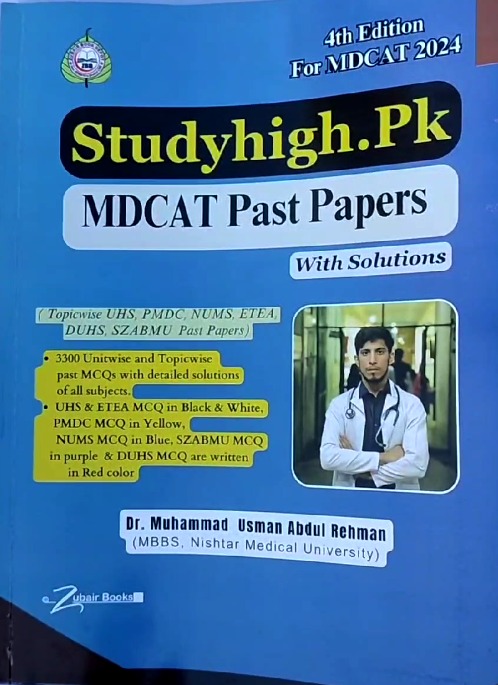 4th Edition
For MDCAT 2024
Studyhigh.Pk
MDCAT Past Papers
With Solutions
( Topicwise UHS, PMDC, NUMS, ETEA,
DUHS, SZABMU Past Papers)
• 3300 Unitwise and Topicwise
past MCQs with detailed solutions
of all subjects.
• UHS & ETEA MCQ in Black & White,
PMDC MCQ in Yellow,
NUMS MCQ in Blue, SZABMU MCQ
in purple & DUHS MCQ are written
in Red color
Dr. Muhammad Usman Abdul Rehman
(MBBS, Nishtar Medical University)
Zubair Books